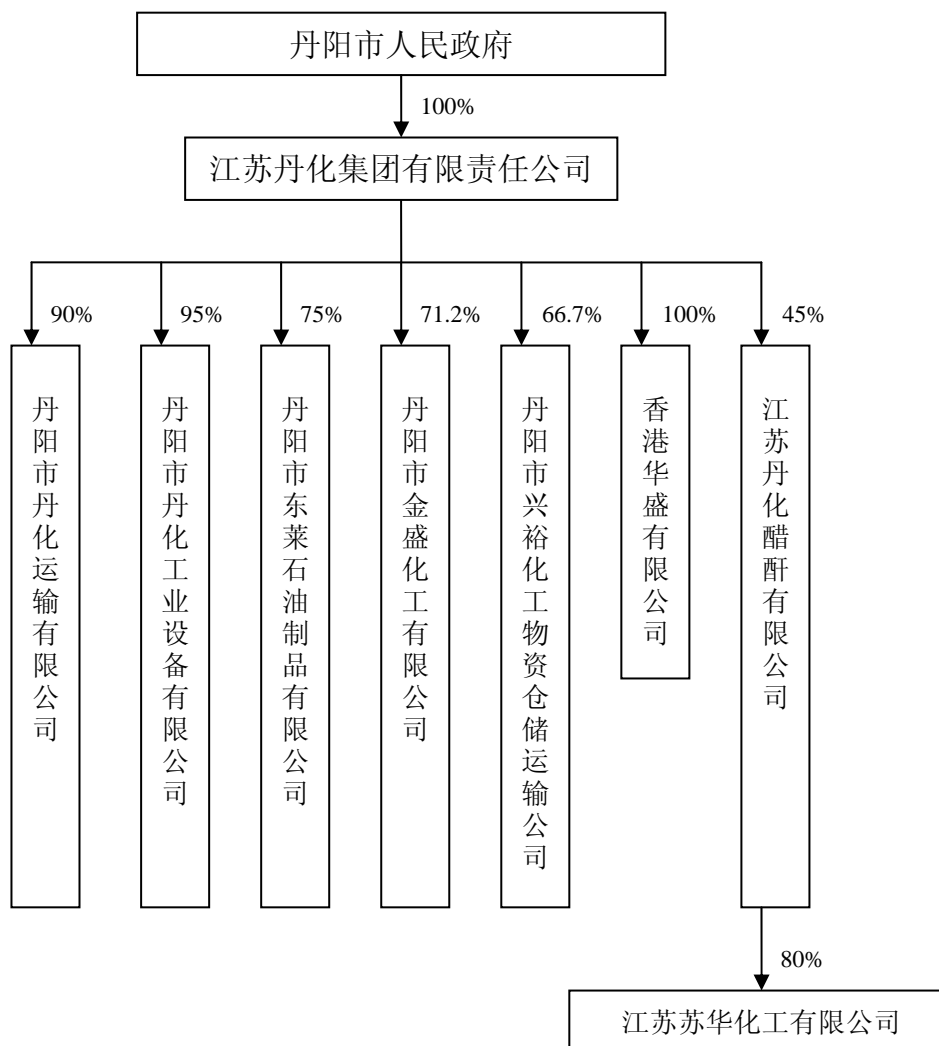 丹阳市人民政府
100%
江苏丹化集团有限责任公司
90%
95%
75%
71.2%
66.7%
100%
45%
丹阳市丹化运输有限公司
丹阳市丹化工业设备有限公司
丹阳市东莱石油制品有限公司
丹阳市金盛化工有限公司
丹阳市兴裕化工物资仓储运输公司
香港华盛有限公司
江苏丹化醋酐有限公司
80%
江苏苏华化工有限公司